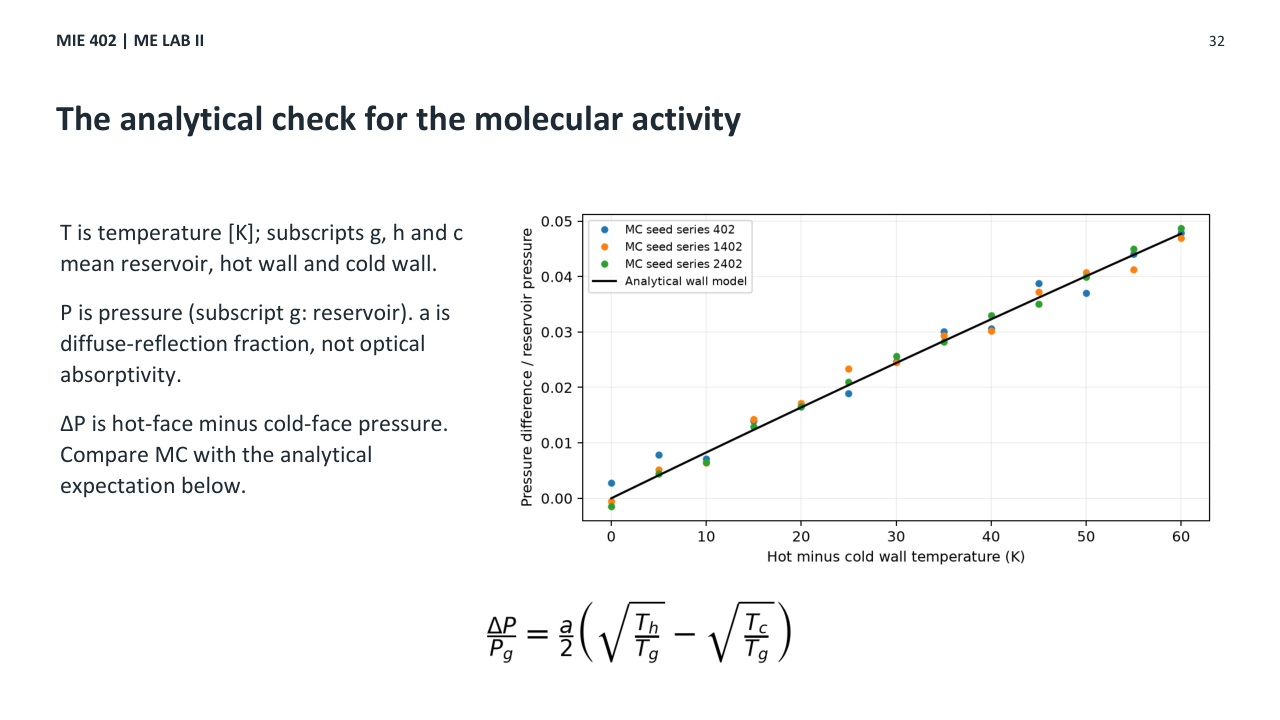 MIE 402 | ME LAB II
32
The analytical check for the molecular activity
T is temperature [K]; subscripts g, h and c
mean reservoir, hot wall and cold wall.
P is pressure (subscript g: reservoir). a is
diffuse-reflection fraction, not optical
absorptivity.
ΔP is hot-face minus cold-face pressure.
Compare MC with the analytical
expectation below.
Pressure difference / reservoir pressure
0.05
0.04
0.03
0.02
0.01
0.00
MC seed series 402
MC seed series 1402
MC seed series 2402
Analytical wall model
0 10 20 30 40 50 60
Hot minus cold wall temperature (K)
ΔP/P_g = a/2 (√(T_h/T_g) − √(T_c/T_g))